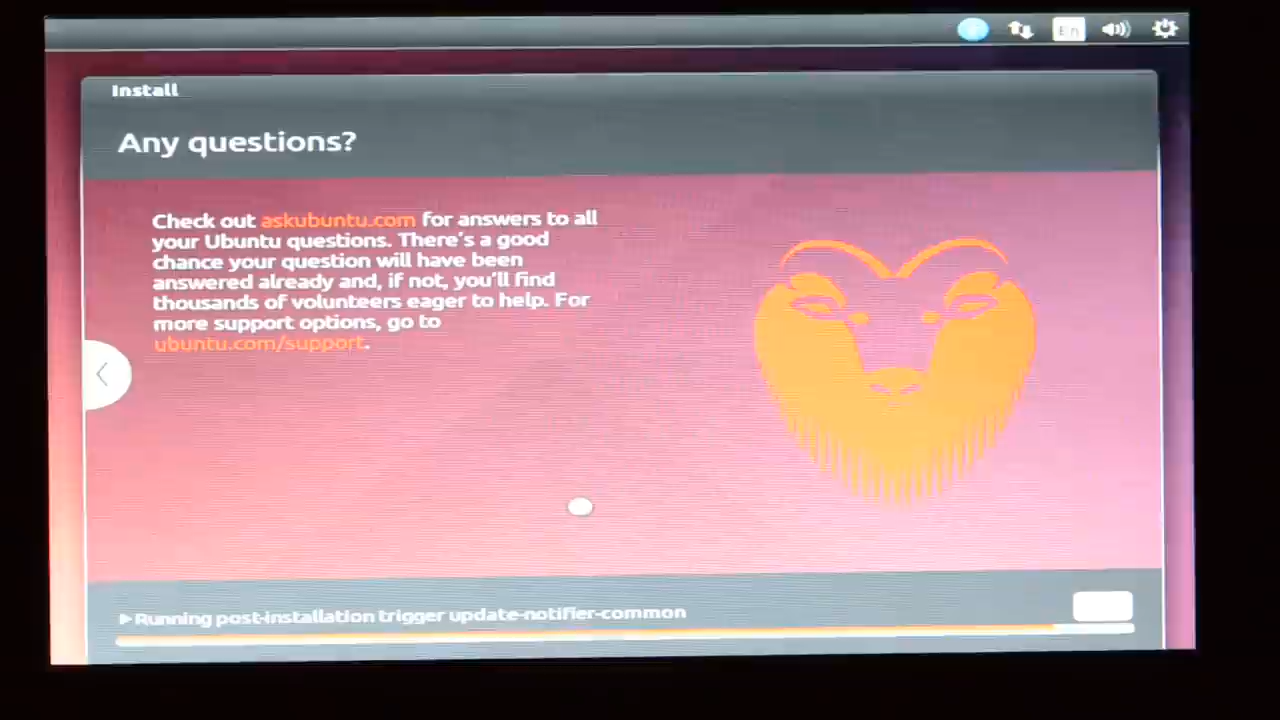 En
Install
Any questions?
Check out askubuntu.com for answers to all
your Ubuntu questions. There's a good
chance your question will have been
answered already and, if not, you'll find
thousands of volunteers eager to help. For
more support options, go to
ubuntu.com/support.
Running post-installation trigger update-notifier-common